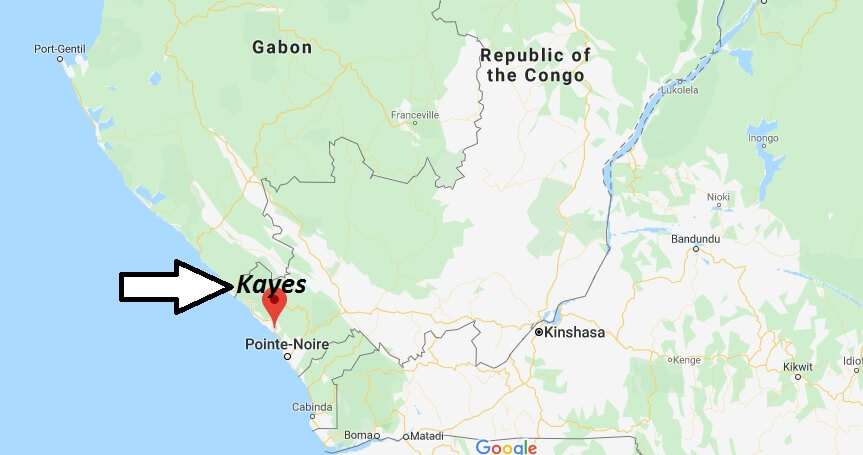 Port-Gentil
Gabon
Republic of
the Congo
Lukolela
Franceville
Inongo
Nioki
Bandundu
Kayes
Pointe-Noire
Kinshasa
Kenge
Kikwit
Idiof
Cabinda
Boma
Matadi
Google